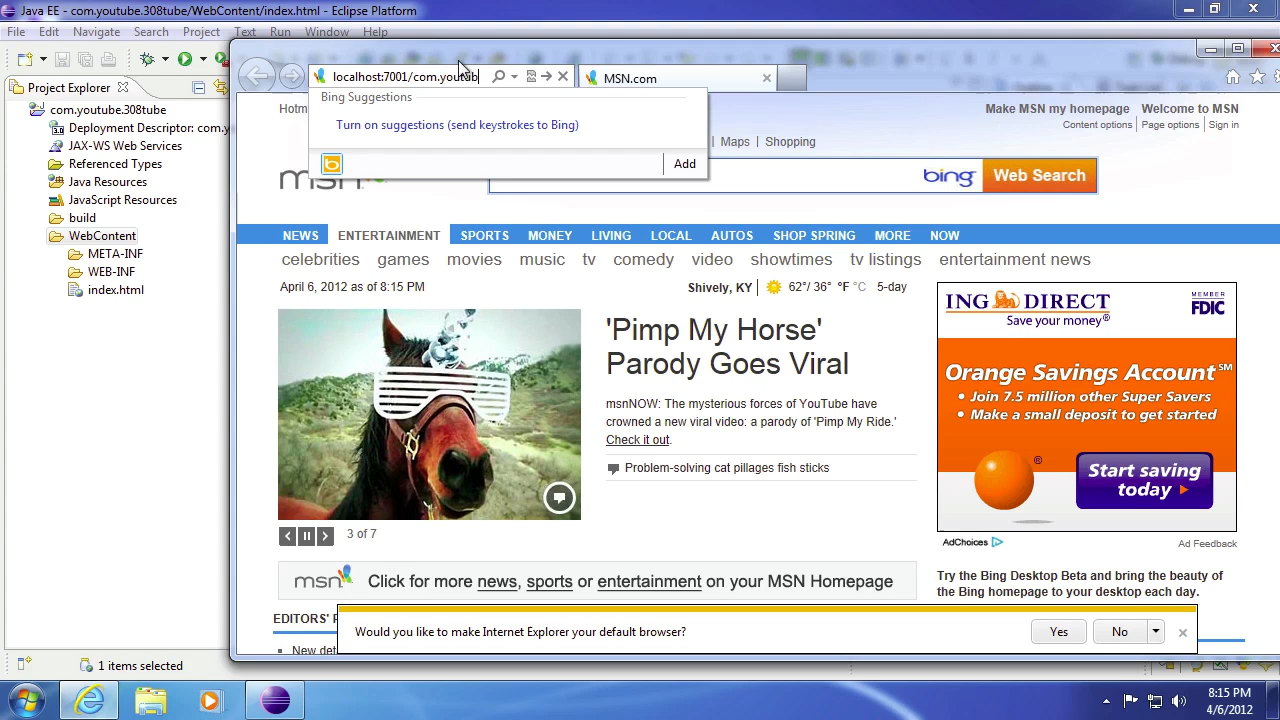 Java EE - com.youtube.308tube/WebContent/index.html - Eclipse Platform
File Edit Navigate Search Project Text Run Window Help
Project Explorer
com.youtube.308tube
Deployment Descriptor: com.y
JAX-WS Web Services
Referenced Types
Java Resources
JavaScript Resources
build
WebContent
META-INF
WEB-INF
index.html
1 items selected
localhost:7001/com.youtub
MSN.com
Bing Suggestions
Turn on suggestions (send keystrokes to Bing)
Add
Hom
Maps | Shopping
Make MSN my homepage Welcome to MSN
Content options | Page options | Sign in
msn
bing Web Search
NEWS ENTERTAINMENT SPORTS MONEY LIVING LOCAL AUTOS SHOP SPRING MORE NOW
celebrities games movies music tv comedy video showtimes tv listings entertainment news
April 6, 2012 as of 8:15 PM
Shively, KY 62°/ 36° °F °C 5-day
'Pimp My Horse'
Parody Goes Viral
msnNOW: The mysterious forces of YouTube have
crowned a new viral video: a parody of 'Pimp My Ride.'
Check it out.
Problem-solving cat pillages fish sticks
3 of 7
ING DIRECT
Save your money®
MEMBER
FDIC
Orange Savings Account℠
• Join 7.5 million other Super Savers
• Make a small deposit to get started
Start saving
today
AdChoices
Ad Feedback
msn Click for more news, sports or entertainment on your MSN Homepage
Try the Bing Desktop Beta and bring the beauty of
the Bing homepage to your desktop each day.
EDITORS'
New det
Would you like to make Internet Explorer your default browser?
Yes
No
8:15 PM
4/6/2012